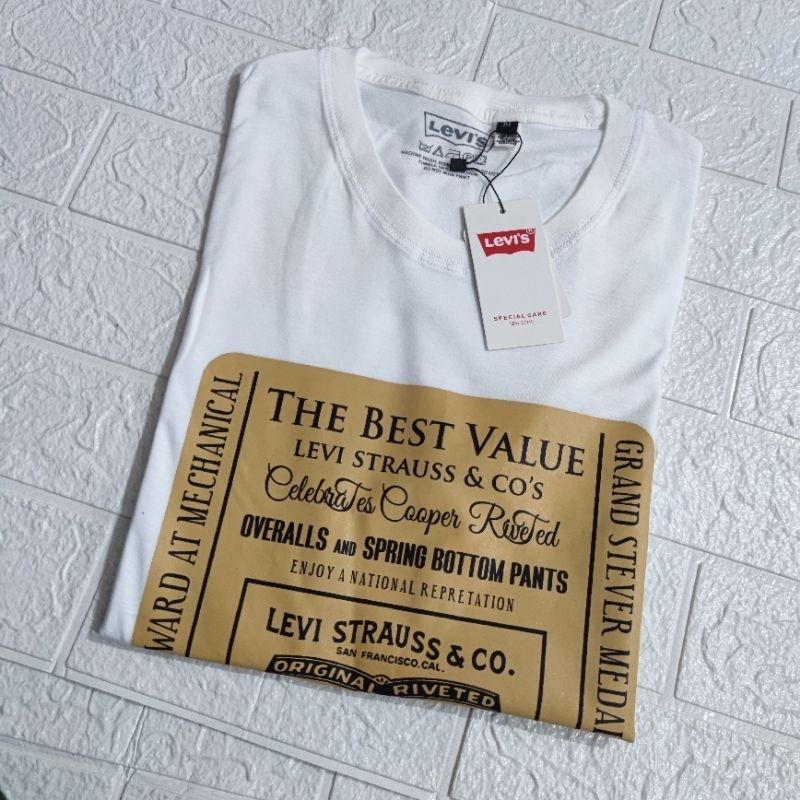 Levi's
M
Levi's®
SPECIAL CARE
THE BEST VALUE
LEVI STRAUSS & CO'S
CelebraTes Cooper RiveTed
OVERALLS AND SPRING BOTTOM PANTS
ENJOY A NATIONAL REPRETATION
WARD AT MECHANICAL
GRAND STEVER MEDAL
LEVI STRAUSS & CO.
SAN FRANCISCO.CAL.
ORIGINAL RIVETED